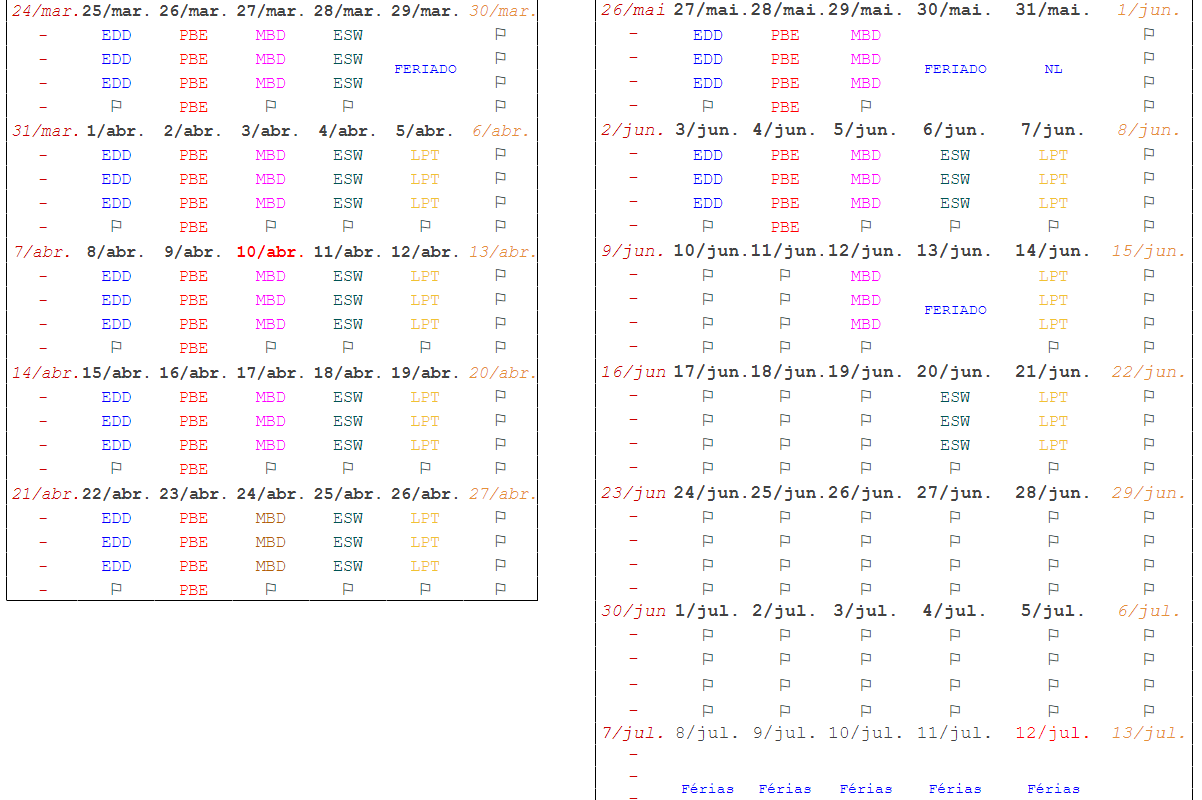 24/mar. 25/mar. 26/mar. 27/mar. 28/mar. 29/mar. 30/mar.
- EDD PBE MBD ESW ⚐
- EDD PBE MBD ESW ⚐
FERIADO
- EDD PBE MBD ESW ⚐
- ⚐ PBE ⚐ ⚐ ⚐
31/mar. 1/abr. 2/abr. 3/abr. 4/abr. 5/abr. 6/abr.
- EDD PBE MBD ESW LPT ⚐
- EDD PBE MBD ESW LPT ⚐
- EDD PBE MBD ESW LPT ⚐
- ⚐ PBE ⚐ ⚐ ⚐ ⚐
7/abr. 8/abr. 9/abr. 10/abr. 11/abr. 12/abr. 13/abr.
- EDD PBE MBD ESW LPT ⚐
- EDD PBE MBD ESW LPT ⚐
- EDD PBE MBD ESW LPT ⚐
- ⚐ PBE ⚐ ⚐ ⚐ ⚐
14/abr. 15/abr. 16/abr. 17/abr. 18/abr. 19/abr. 20/abr.
- EDD PBE MBD ESW LPT ⚐
- EDD PBE MBD ESW LPT ⚐
- EDD PBE MBD ESW LPT ⚐
- ⚐ PBE ⚐ ⚐ ⚐ ⚐
21/abr. 22/abr. 23/abr. 24/abr. 25/abr. 26/abr. 27/abr.
- EDD PBE MBD ESW LPT ⚐
- EDD PBE MBD ESW LPT ⚐
- EDD PBE MBD ESW LPT ⚐
- ⚐ PBE ⚐ ⚐ ⚐ ⚐
26/mai 27/mai. 28/mai. 29/mai. 30/mai. 31/mai. 1/jun.
- EDD PBE MBD ⚐
- EDD PBE MBD ⚐
FERIADO NL
- EDD PBE MBD ⚐
- ⚐ PBE ⚐ ⚐
2/jun. 3/jun. 4/jun. 5/jun. 6/jun. 7/jun. 8/jun.
- EDD PBE MBD ESW LPT ⚐
- EDD PBE MBD ESW LPT ⚐
- EDD PBE MBD ESW LPT ⚐
- ⚐ PBE ⚐ ⚐ ⚐ ⚐
9/jun. 10/jun. 11/jun. 12/jun. 13/jun. 14/jun. 15/jun.
- ⚐ ⚐ MBD LPT ⚐
- ⚐ ⚐ MBD LPT ⚐
FERIADO
- ⚐ ⚐ MBD LPT ⚐
- ⚐ ⚐ ⚐ ⚐ ⚐
16/jun 17/jun. 18/jun. 19/jun. 20/jun. 21/jun. 22/jun.
- ⚐ ⚐ ⚐ ESW LPT ⚐
- ⚐ ⚐ ⚐ ESW LPT ⚐
- ⚐ ⚐ ⚐ ESW LPT ⚐
- ⚐ ⚐ ⚐ ⚐ ⚐ ⚐
23/jun 24/jun. 25/jun. 26/jun. 27/jun. 28/jun. 29/jun.
- ⚐ ⚐ ⚐ ⚐ ⚐ ⚐
- ⚐ ⚐ ⚐ ⚐ ⚐ ⚐
- ⚐ ⚐ ⚐ ⚐ ⚐ ⚐
- ⚐ ⚐ ⚐ ⚐ ⚐ ⚐
30/jun 1/jul. 2/jul. 3/jul. 4/jul. 5/jul. 6/jul.
- ⚐ ⚐ ⚐ ⚐ ⚐ ⚐
- ⚐ ⚐ ⚐ ⚐ ⚐ ⚐
- ⚐ ⚐ ⚐ ⚐ ⚐ ⚐
- ⚐ ⚐ ⚐ ⚐ ⚐ ⚐
7/jul. 8/jul. 9/jul. 10/jul. 11/jul. 12/jul. 13/jul.
-
-
Férias Férias Férias Férias Férias
-